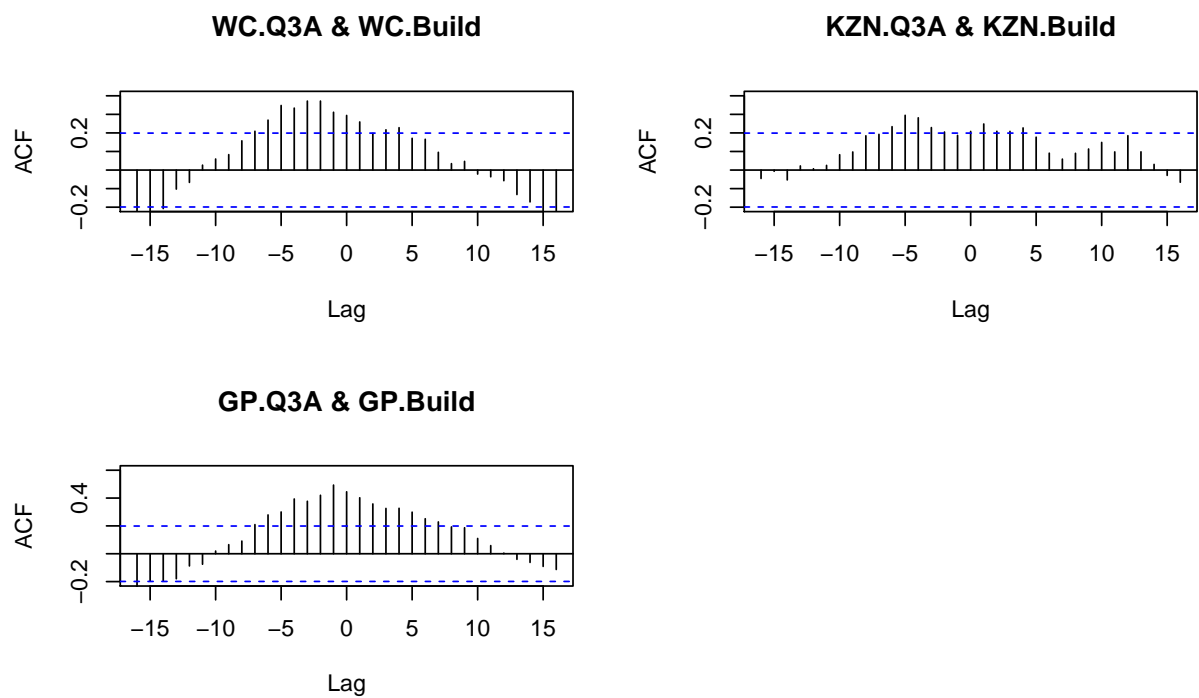 WC.Q3A & WC.Build
ACF
0.2
−0.2
−15 −10 −5 0 5 10 15
Lag
KZN.Q3A & KZN.Build
ACF
0.2
−0.2
−15 −10 −5 0 5 10 15
Lag
GP.Q3A & GP.Build
ACF
0.4
−0.2
−15 −10 −5 0 5 10 15
Lag